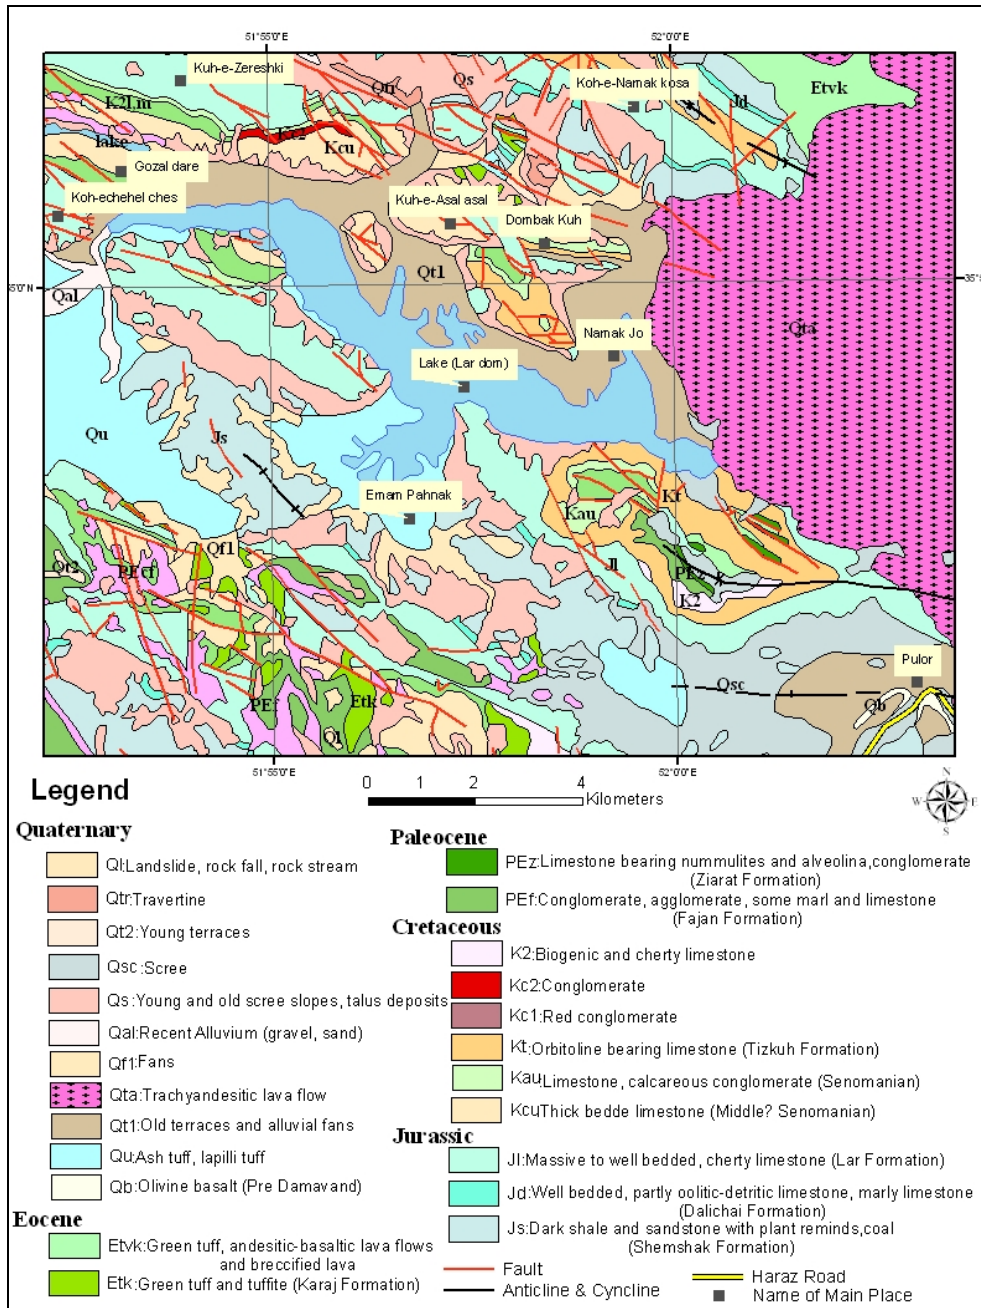 51°55'0"E
52°0'0"E
Kuh-e-Zereshki
Qtr
Qs
Koh-e-Namak kosa
Jd
Etvk
K2Lm
lake
Kc2
Kcu
Gozal dare
Koh-echehel ches
Kuh-e-Asal asal
Dombak Kuh
Qt1
5°0'N
35°5
Qal
Qta
Namak Jo
Lake (Lar dom)
Qu
Js
Emam Pahnak
Kt
Kau
Qf1
Qt2
Jl
PEz
K2
Pulor
Qsc
Qb
PEf
Etk
Ql
51°55'0"E
52°0'0"E
Legend
0 1 2 4
Kilometers
N
W E
S
Quaternary
Ql:Landslide, rock fall, rock stream
Qtr:Travertine
Qt2:Young terraces
Qsc:Scree
Qs:Young and old scree slopes, talus deposits
Qal:Recent Alluvium (gravel, sand)
Qf1:Fans
Qta:Trachyandesitic lava flow
Qt1:Old terraces and alluvial fans
Qu:Ash tuff, lapilli tuff
Qb:Olivine basalt (Pre Damavand)
Eocene
Etvk:Green tuff, andesitic-basaltic lava flows
and breccified lava
Etk:Green tuff and tuffite (Karaj Formation)
Paleocene
PEz:Limestone bearing nummulites and alveolina,conglomerate
(Ziarat Formation)
PEf:Conglomerate, agglomerate, some marl and limestone
(Fajan Formation)
Cretaceous
K2:Biogenic and cherty limestone
Kc2:Conglomerate
Kc1:Red conglomerate
Kt:Orbitoline bearing limestone (Tizkuh Formation)
Kau:Limestone, calcareous conglomerate (Senomanian)
Kcu:Thick bedde limestone (Middle? Senomanian)
Jurassic
Jl:Massive to well bedded, cherty limestone (Lar Formation)
Jd:Well bedded, partly oolitic-detritic limestone, marly limestone
(Dalichai Formation)
Js:Dark shale and sandstone with plant reminds,coal
(Shemshak Formation)
Fault
Anticline & Cyncline
Haraz Road
Name of Main Place